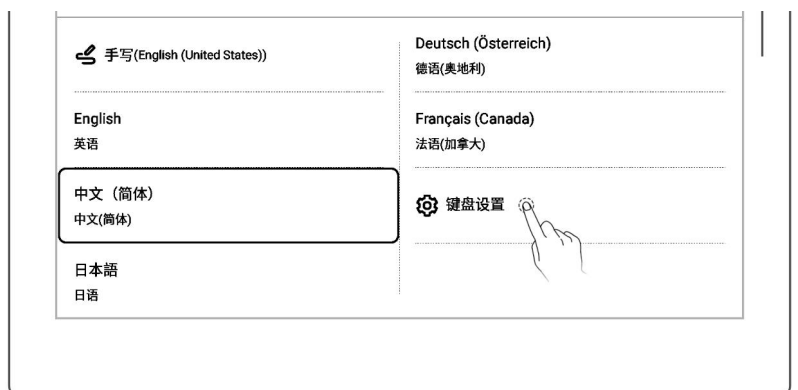 手写(English (United States))
English
英语
中文（简体）
中文(简体)
日本語
日语
Deutsch (Österreich)
德语(奥地利)
Français (Canada)
法语(加拿大)
键盘设置